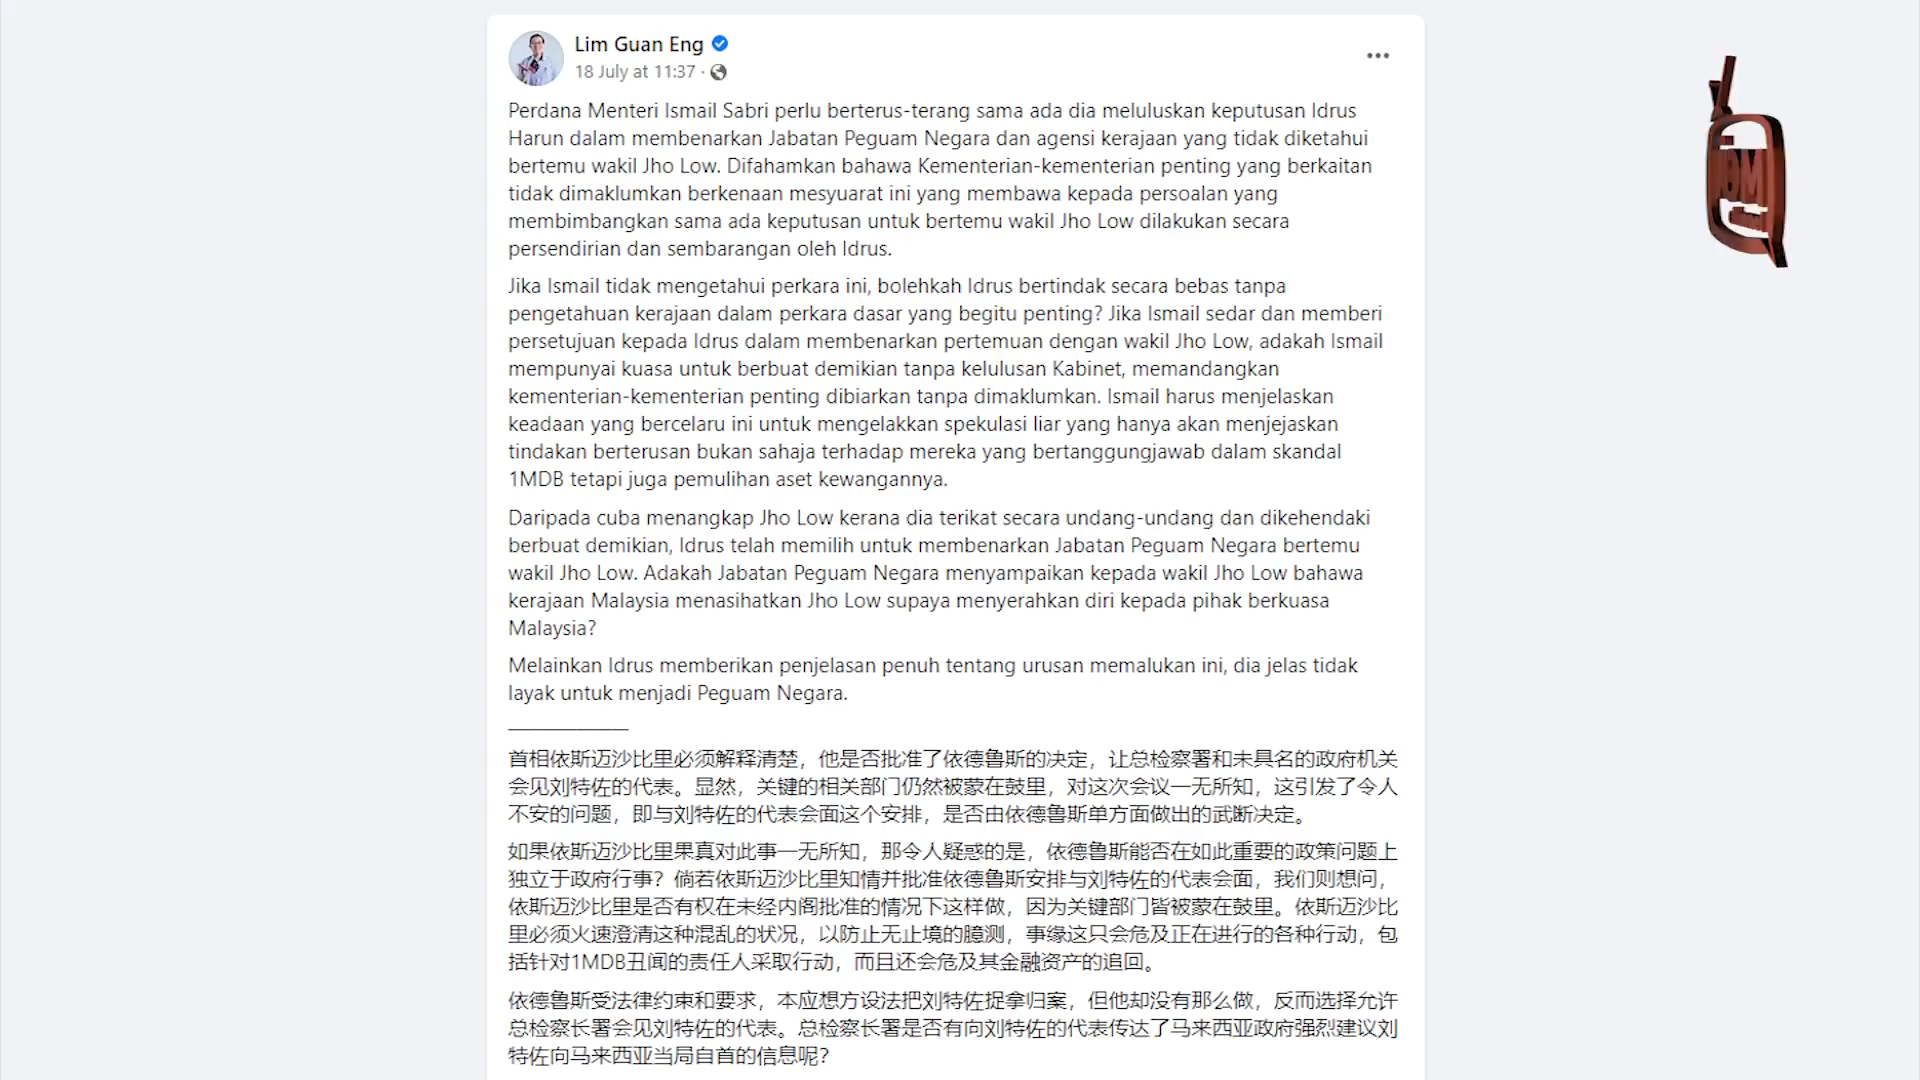 Lim Guan Eng
18 July at 11:37 ·
Perdana Menteri Ismail Sabri perlu berterus-terang sama ada dia meluluskan keputusan Idrus
Harun dalam membenarkan Jabatan Peguam Negara dan agensi kerajaan yang tidak diketahui
bertemu wakil Jho Low. Difahamkan bahawa Kementerian-kementerian penting yang berkaitan
tidak dimaklumkan berkenaan mesyuarat ini yang membawa kepada persoalan yang
membimbangkan sama ada keputusan untuk bertemu wakil Jho Low dilakukan secara
persendirian dan sembarangan oleh Idrus.
Jika Ismail tidak mengetahui perkara ini, bolehkah Idrus bertindak secara bebas tanpa
pengetahuan kerajaan dalam perkara dasar yang begitu penting? Jika Ismail sedar dan memberi
persetujuan kepada Idrus dalam membenarkan pertemuan dengan wakil Jho Low, adakah Ismail
mempunyai kuasa untuk berbuat demikian tanpa kelulusan Kabinet, memandangkan
kementerian-kementerian penting dibiarkan tanpa dimaklumkan. Ismail harus menjelaskan
keadaan yang bercelaru ini untuk mengelakkan spekulasi liar yang hanya akan menjejaskan
tindakan berterusan bukan sahaja terhadap mereka yang bertanggungjawab dalam skandal
1MDB tetapi juga pemulihan aset kewangannya.
Daripada cuba menangkap Jho Low kerana dia terikat secara undang-undang dan dikehendaki
berbuat demikian, Idrus telah memilih untuk membenarkan Jabatan Peguam Negara bertemu
wakil Jho Low. Adakah Jabatan Peguam Negara menyampaikan kepada wakil Jho Low bahawa
kerajaan Malaysia menasihatkan Jho Low supaya menyerahkan diri kepada pihak berkuasa
Malaysia?
Melainkan Idrus memberikan penjelasan penuh tentang urusan memalukan ini, dia jelas tidak
layak untuk menjadi Peguam Negara.
____________
首相依斯迈沙比里必须解释清楚，他是否批准了依德鲁斯的决定，让总检察署和未具名的政府机关
会见刘特佐的代表。显然，关键的相关部门仍然被蒙在鼓里，对这次会议一无所知，这引发了令人
不安的问题，即与刘特佐的代表会面这个安排，是否由依德鲁斯单方面做出的武断决定。
如果依斯迈沙比里果真对此事一无所知，那令人疑惑的是，依德鲁斯能否在如此重要的政策问题上
独立于政府行事？倘若依斯迈沙比里知情并批准依德鲁斯安排与刘特佐的代表会面，我们则想问，
依斯迈沙比里是否有权在未经内阁批准的情况下这样做，因为关键部门皆被蒙在鼓里。依斯迈沙比
里必须火速澄清这种混乱的状况，以防止无止境的臆测，事缘这只会危及正在进行的各种行动，包
括针对1MDB丑闻的责任人采取行动，而且还会危及其金融资产的追回。
依德鲁斯受法律约束和要求，本应想方设法把刘特佐捉拿归案，但他却没有那么做，反而选择允许
总检察长署会见刘特佐的代表。总检察长署是否有向刘特佐的代表传达了马来西亚政府强烈建议刘
特佐向马来西亚当局自首的信息呢？